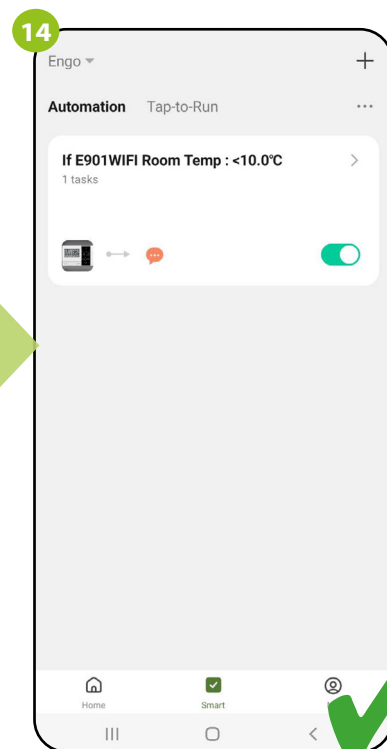 14
Engo
Automation Tap-to-Run
If E901WIFI Room Temp : <10.0℃
1 tasks
Home Smart